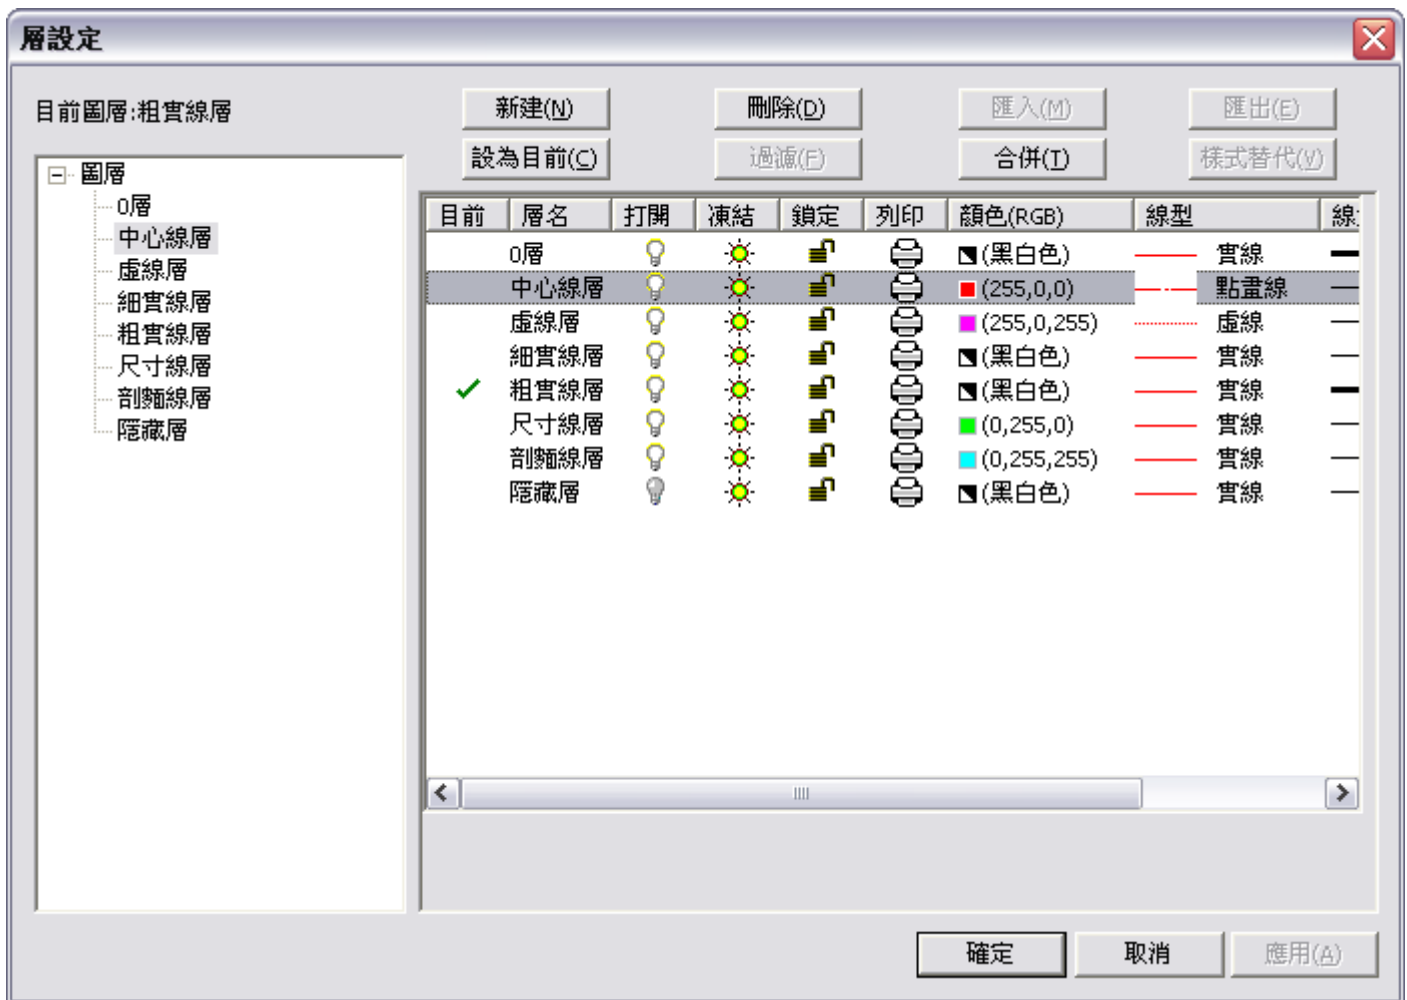 層設定
目前圖層:粗實線層
新建(N) 刪除(D) 匯入(M) 匯出(E)
設為目前(C) 過濾(F) 合併(T) 樣式替代(V)
圖層
0層
中心線層
虛線層
細實線層
粗實線層
尺寸線層
剖麵線層
隱藏層
目前 層名 打開 凍結 鎖定 列印 顏色(RGB) 線型
0層 (黑白色) 實線
中心線層 (255,0,0) 點畫線
虛線層 (255,0,255) 虛線
細實線層 (黑白色) 實線
粗實線層 (黑白色) 實線
尺寸線層 (0,255,0) 實線
剖麵線層 (0,255,255) 實線
隱藏層 (黑白色) 實線
確定 取消 應用(A)